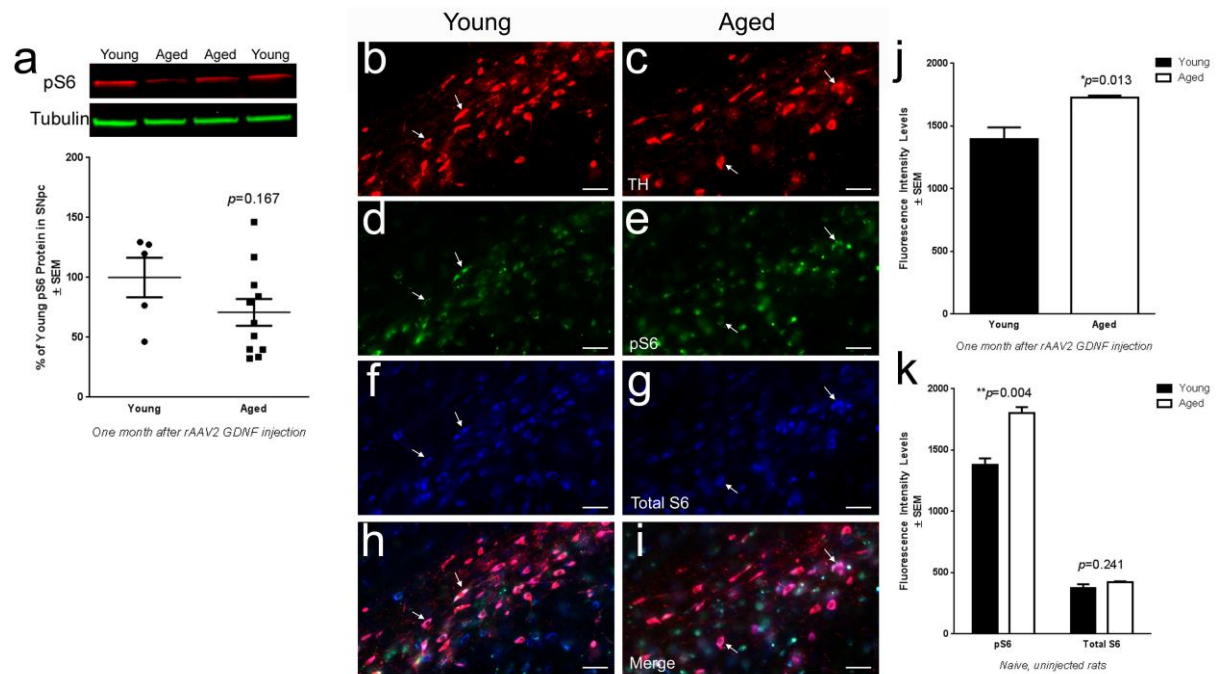 a
Young Aged Aged Young
pS6
Tubulin
200
150
100
50
0
% of Young pS6 Protein in SNpc
± SEM
p=0.167
Young Aged
One month after rAAV2 GDNF injection
Young Aged
b c
TH
d e
pS6
f g
Total S6
h i
Merge
j
Young
Aged
2000
1500
1000
500
0
Fluorescence Intensity Levels
± SEM
*p=0.013
Young Aged
One month after rAAV2 GDNF injection
k
Young
Aged
2000
1500
1000
500
0
Fluorescence Intensity Levels
± SEM
**p=0.004
p=0.241
pS6 Total S6
Naive, uninjected rats